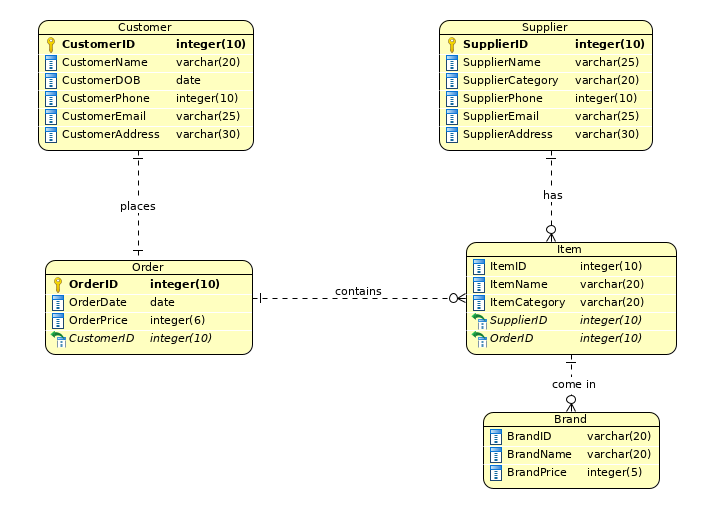 Customer
CustomerID integer(10)
CustomerName varchar(20)
CustomerDOB date
CustomerPhone integer(10)
CustomerEmail varchar(25)
CustomerAddress varchar(30)
Supplier
SupplierID integer(10)
SupplierName varchar(25)
SupplierCategory varchar(20)
SupplierPhone integer(10)
SupplierEmail varchar(25)
SupplierAddress varchar(30)
places
has
Order
OrderID integer(10)
OrderDate date
OrderPrice integer(6)
CustomerID integer(10)
contains
Item
ItemID integer(10)
ItemName varchar(20)
ItemCategory varchar(20)
SupplierID integer(10)
OrderID integer(10)
come in
Brand
BrandID varchar(20)
BrandName varchar(20)
BrandPrice integer(5)